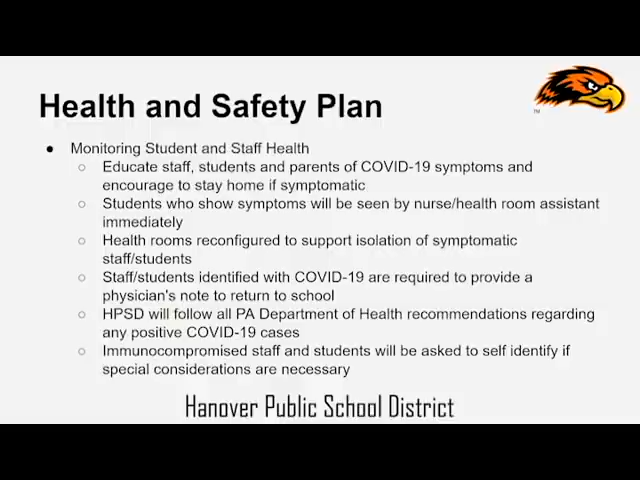 Health and Safety Plan
● Monitoring Student and Staff Health
○ Educate staff, students and parents of COVID-19 symptoms and
encourage to stay home if symptomatic
○ Students who show symptoms will be seen by nurse/health room assistant
immediately
○ Health rooms reconfigured to support isolation of symptomatic
staff/students
○ Staff/students identified with COVID-19 are required to provide a
physician's note to return to school
○ HPSD will follow all PA Department of Health recommendations regarding
any positive COVID-19 cases
○ Immunocompromised staff and students will be asked to self identify if
special considerations are necessary
Hanover Public School District
TM